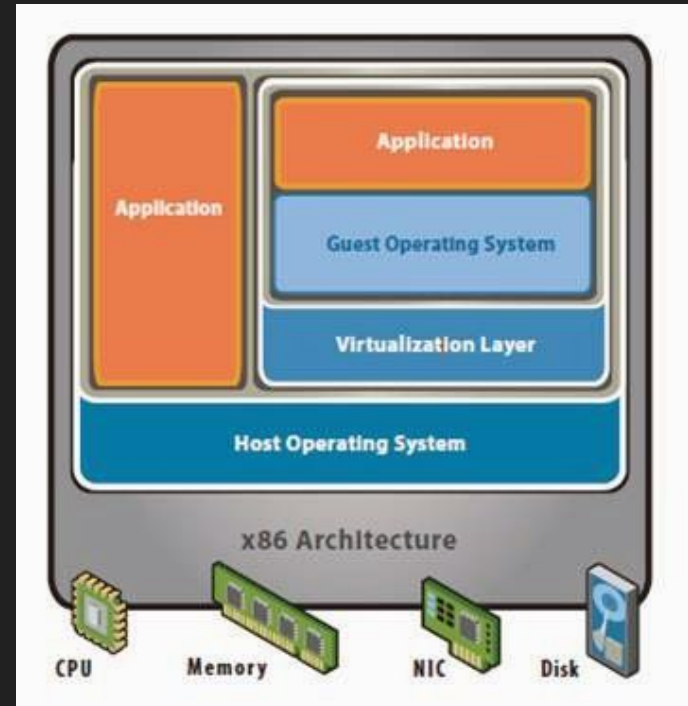 Application
Application
Guest Operating System
Virtualization Layer
Host Operating System
x86 Architecture
CPU
Memory
NIC
Disk